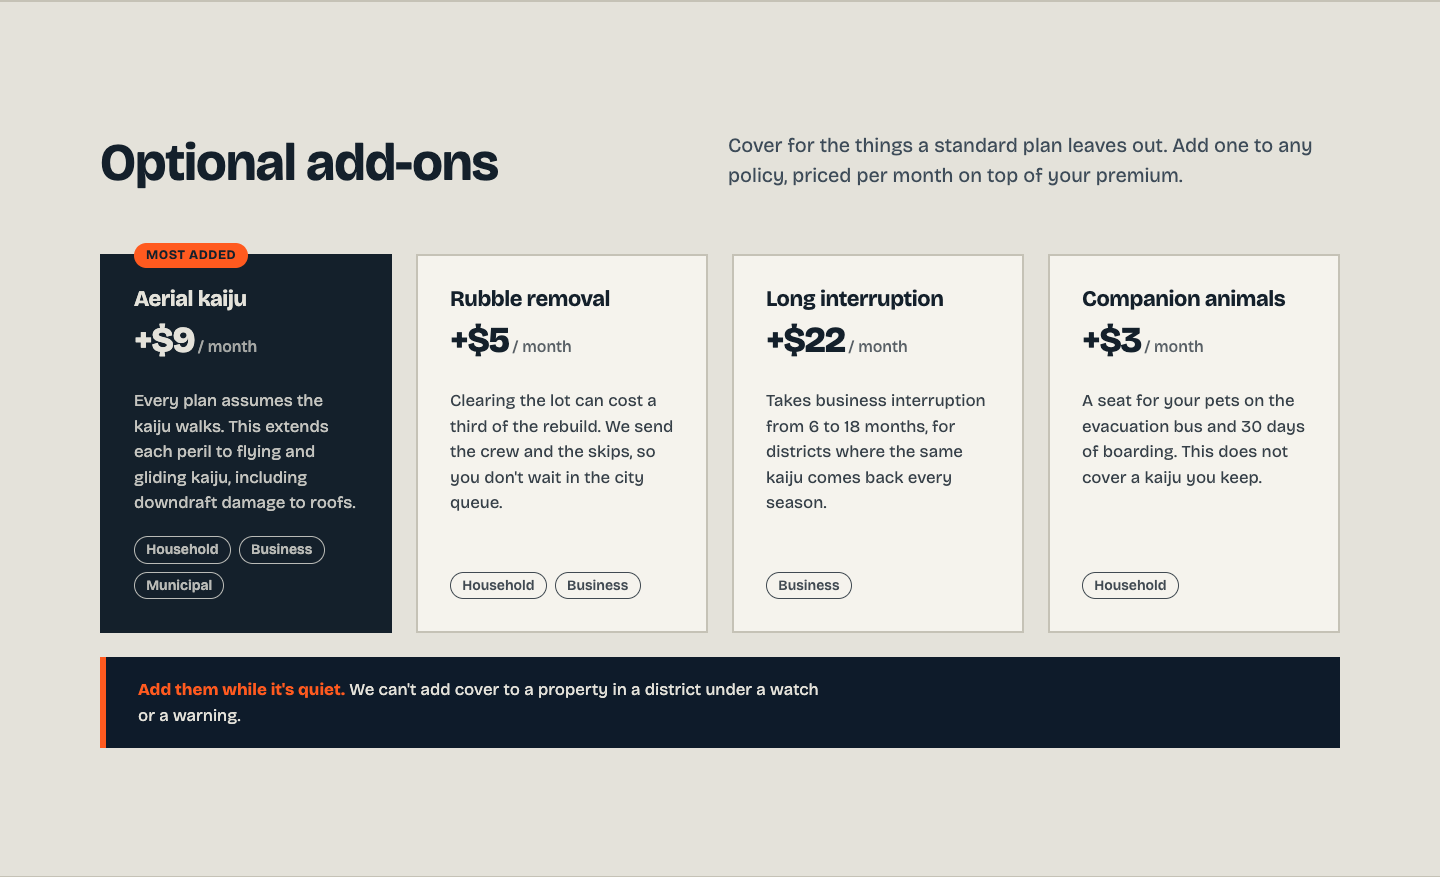 Optional add-ons
Cover for the things a standard plan leaves out. Add one to any
policy, priced per month on top of your premium.
MOST ADDED
Aerial kaiju
+$9 / month
Every plan assumes the
kaiju walks. This extends
each peril to flying and
gliding kaiju, including
downdraft damage to roofs.
Household Business
Municipal
Rubble removal
+$5 / month
Clearing the lot can cost a
third of the rebuild. We send
the crew and the skips, so
you don't wait in the city
queue.
Household Business
Long interruption
+$22 / month
Takes business interruption
from 6 to 18 months, for
districts where the same
kaiju comes back every
season.
Business
Companion animals
+$3 / month
A seat for your pets on the
evacuation bus and 30 days
of boarding. This does not
cover a kaiju you keep.
Household
Add them while it's quiet. We can't add cover to a property in a district under a watch
or a warning.